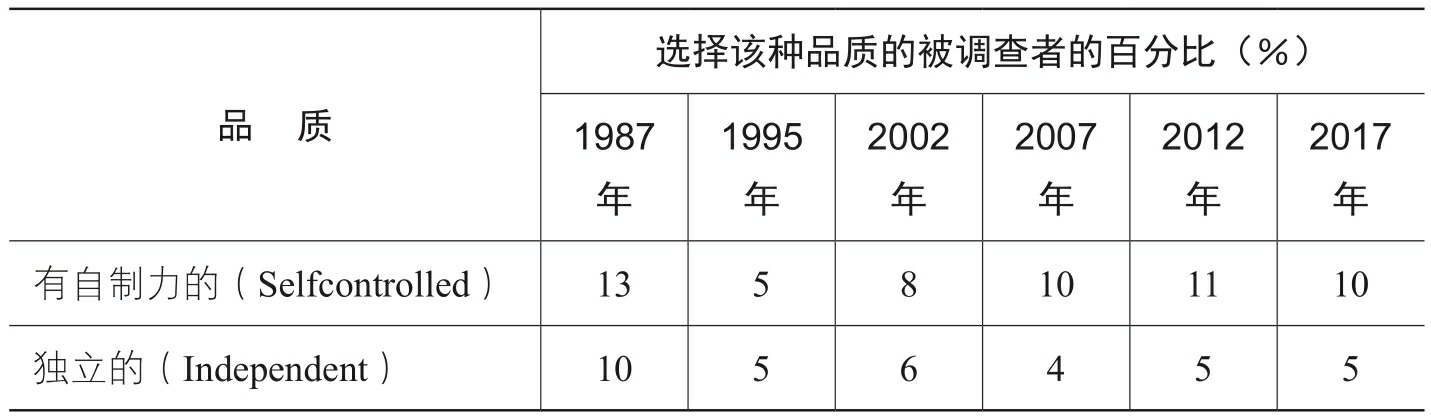 品 质 选择该种品质的被调查者的百分比（%）
1987年 1995年 2002年 2007年 2012年 2017年
有自制力的（Selfcontrolled） 13 5 8 10 11 10
独立的（Independent） 10 5 6 4 5 5